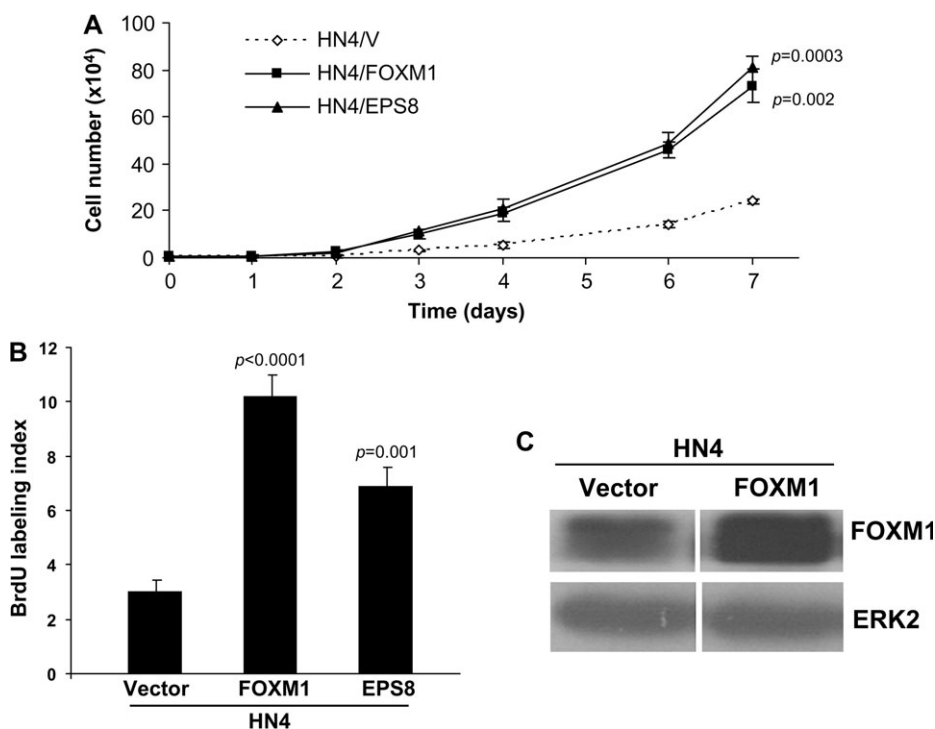 A
Cell number (x10⁴)
100
80
60
40
20
0
HN4/V
HN4/FOXM1
HN4/EPS8
p=0.0003
p=0.002
0 1 2 3 4 5 6 7
Time (days)
B
BrdU labeling index
12
10
8
6
4
2
0
p<0.0001
p=0.001
Vector FOXM1 EPS8
HN4
C
HN4
Vector FOXM1
FOXM1
ERK2